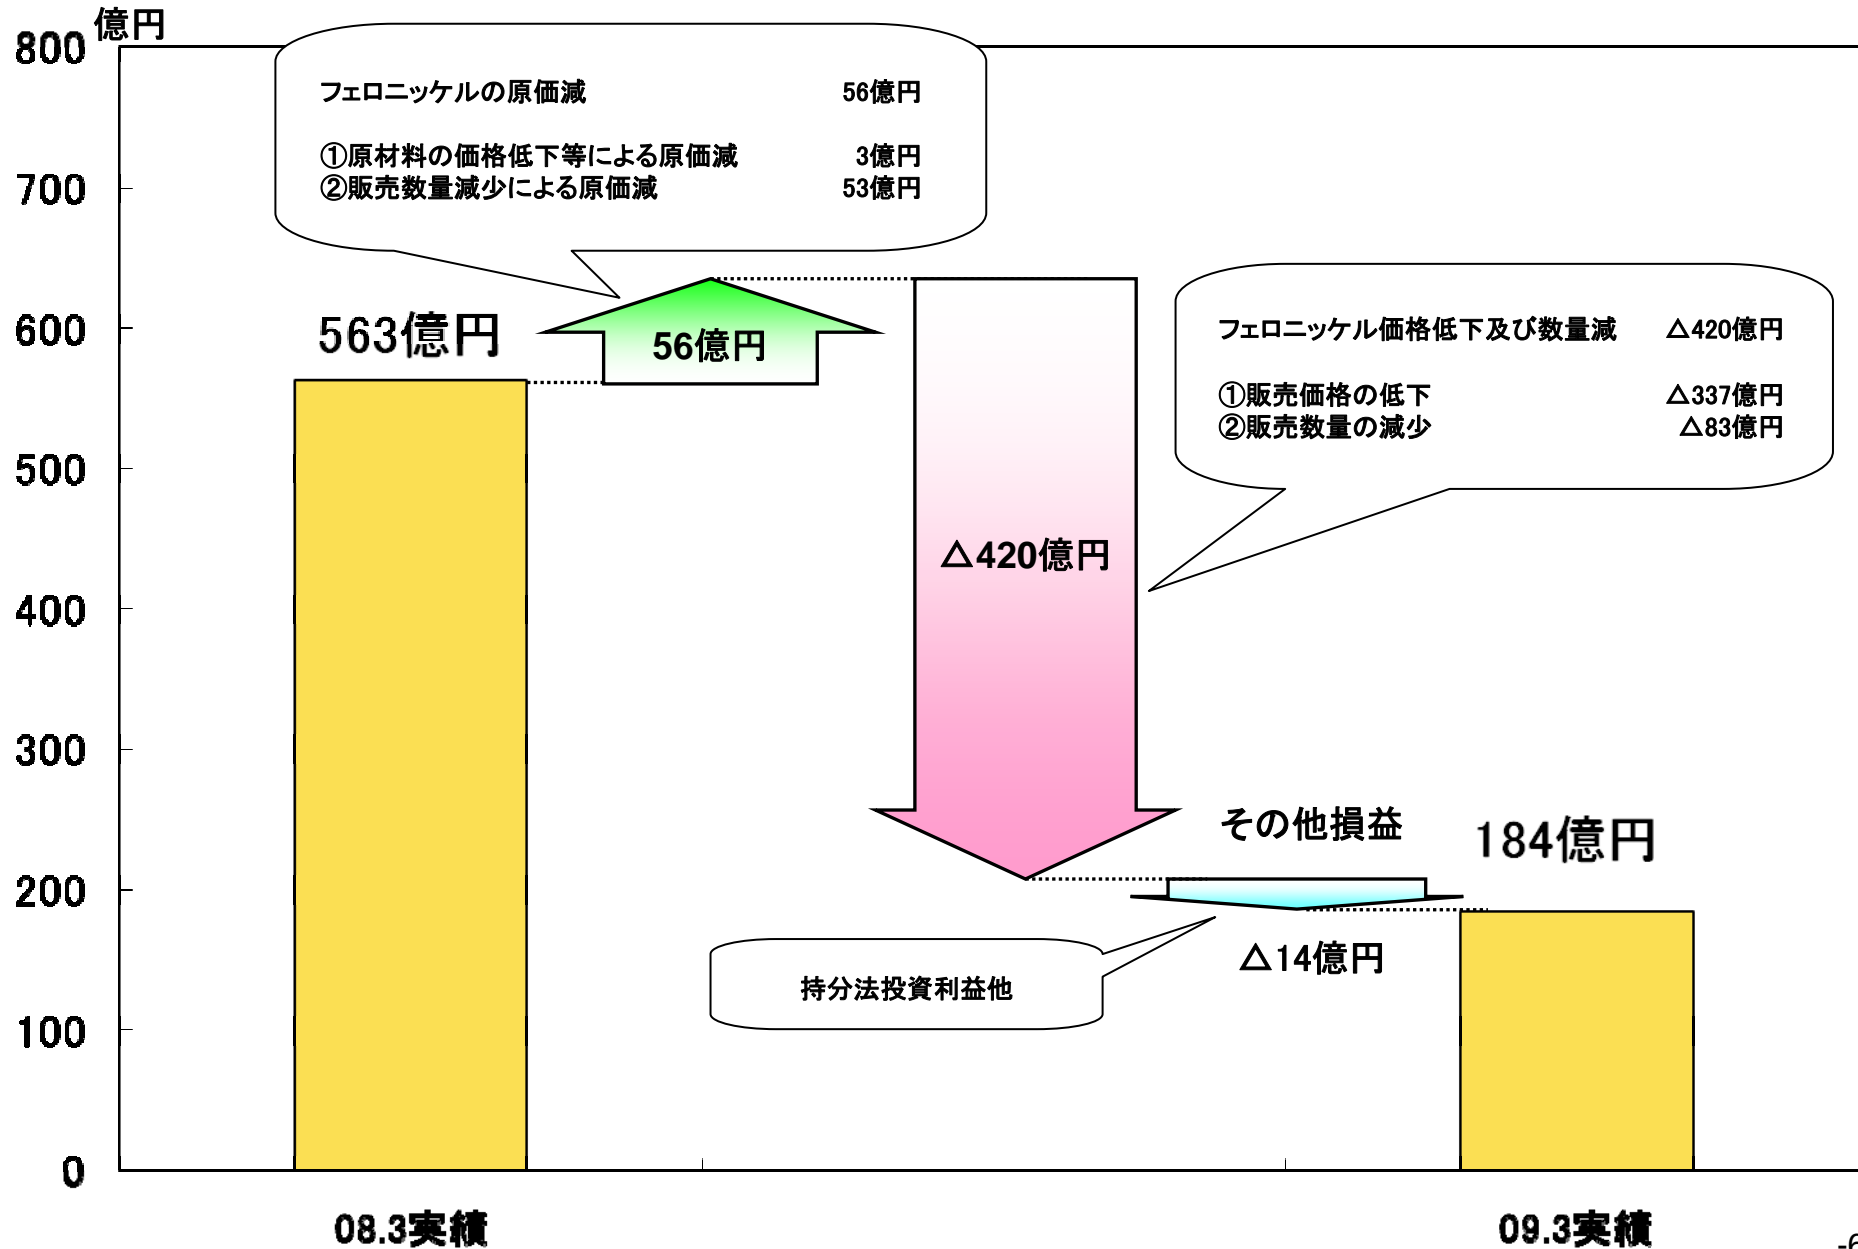 億円
800
700
600
500
400
300
200
100
0
フェロニッケルの原価減 56億円
①原材料の価格低下等による原価減 3億円
②販売数量減少による原価減 53億円
563億円
56億円
フェロニッケル価格低下及び数量減 △420億円
①販売価格の低下 △337億円
②販売数量の減少 △83億円
△420億円
その他損益
184億円
△14億円
持分法投資利益他
08.3実績
09.3実績